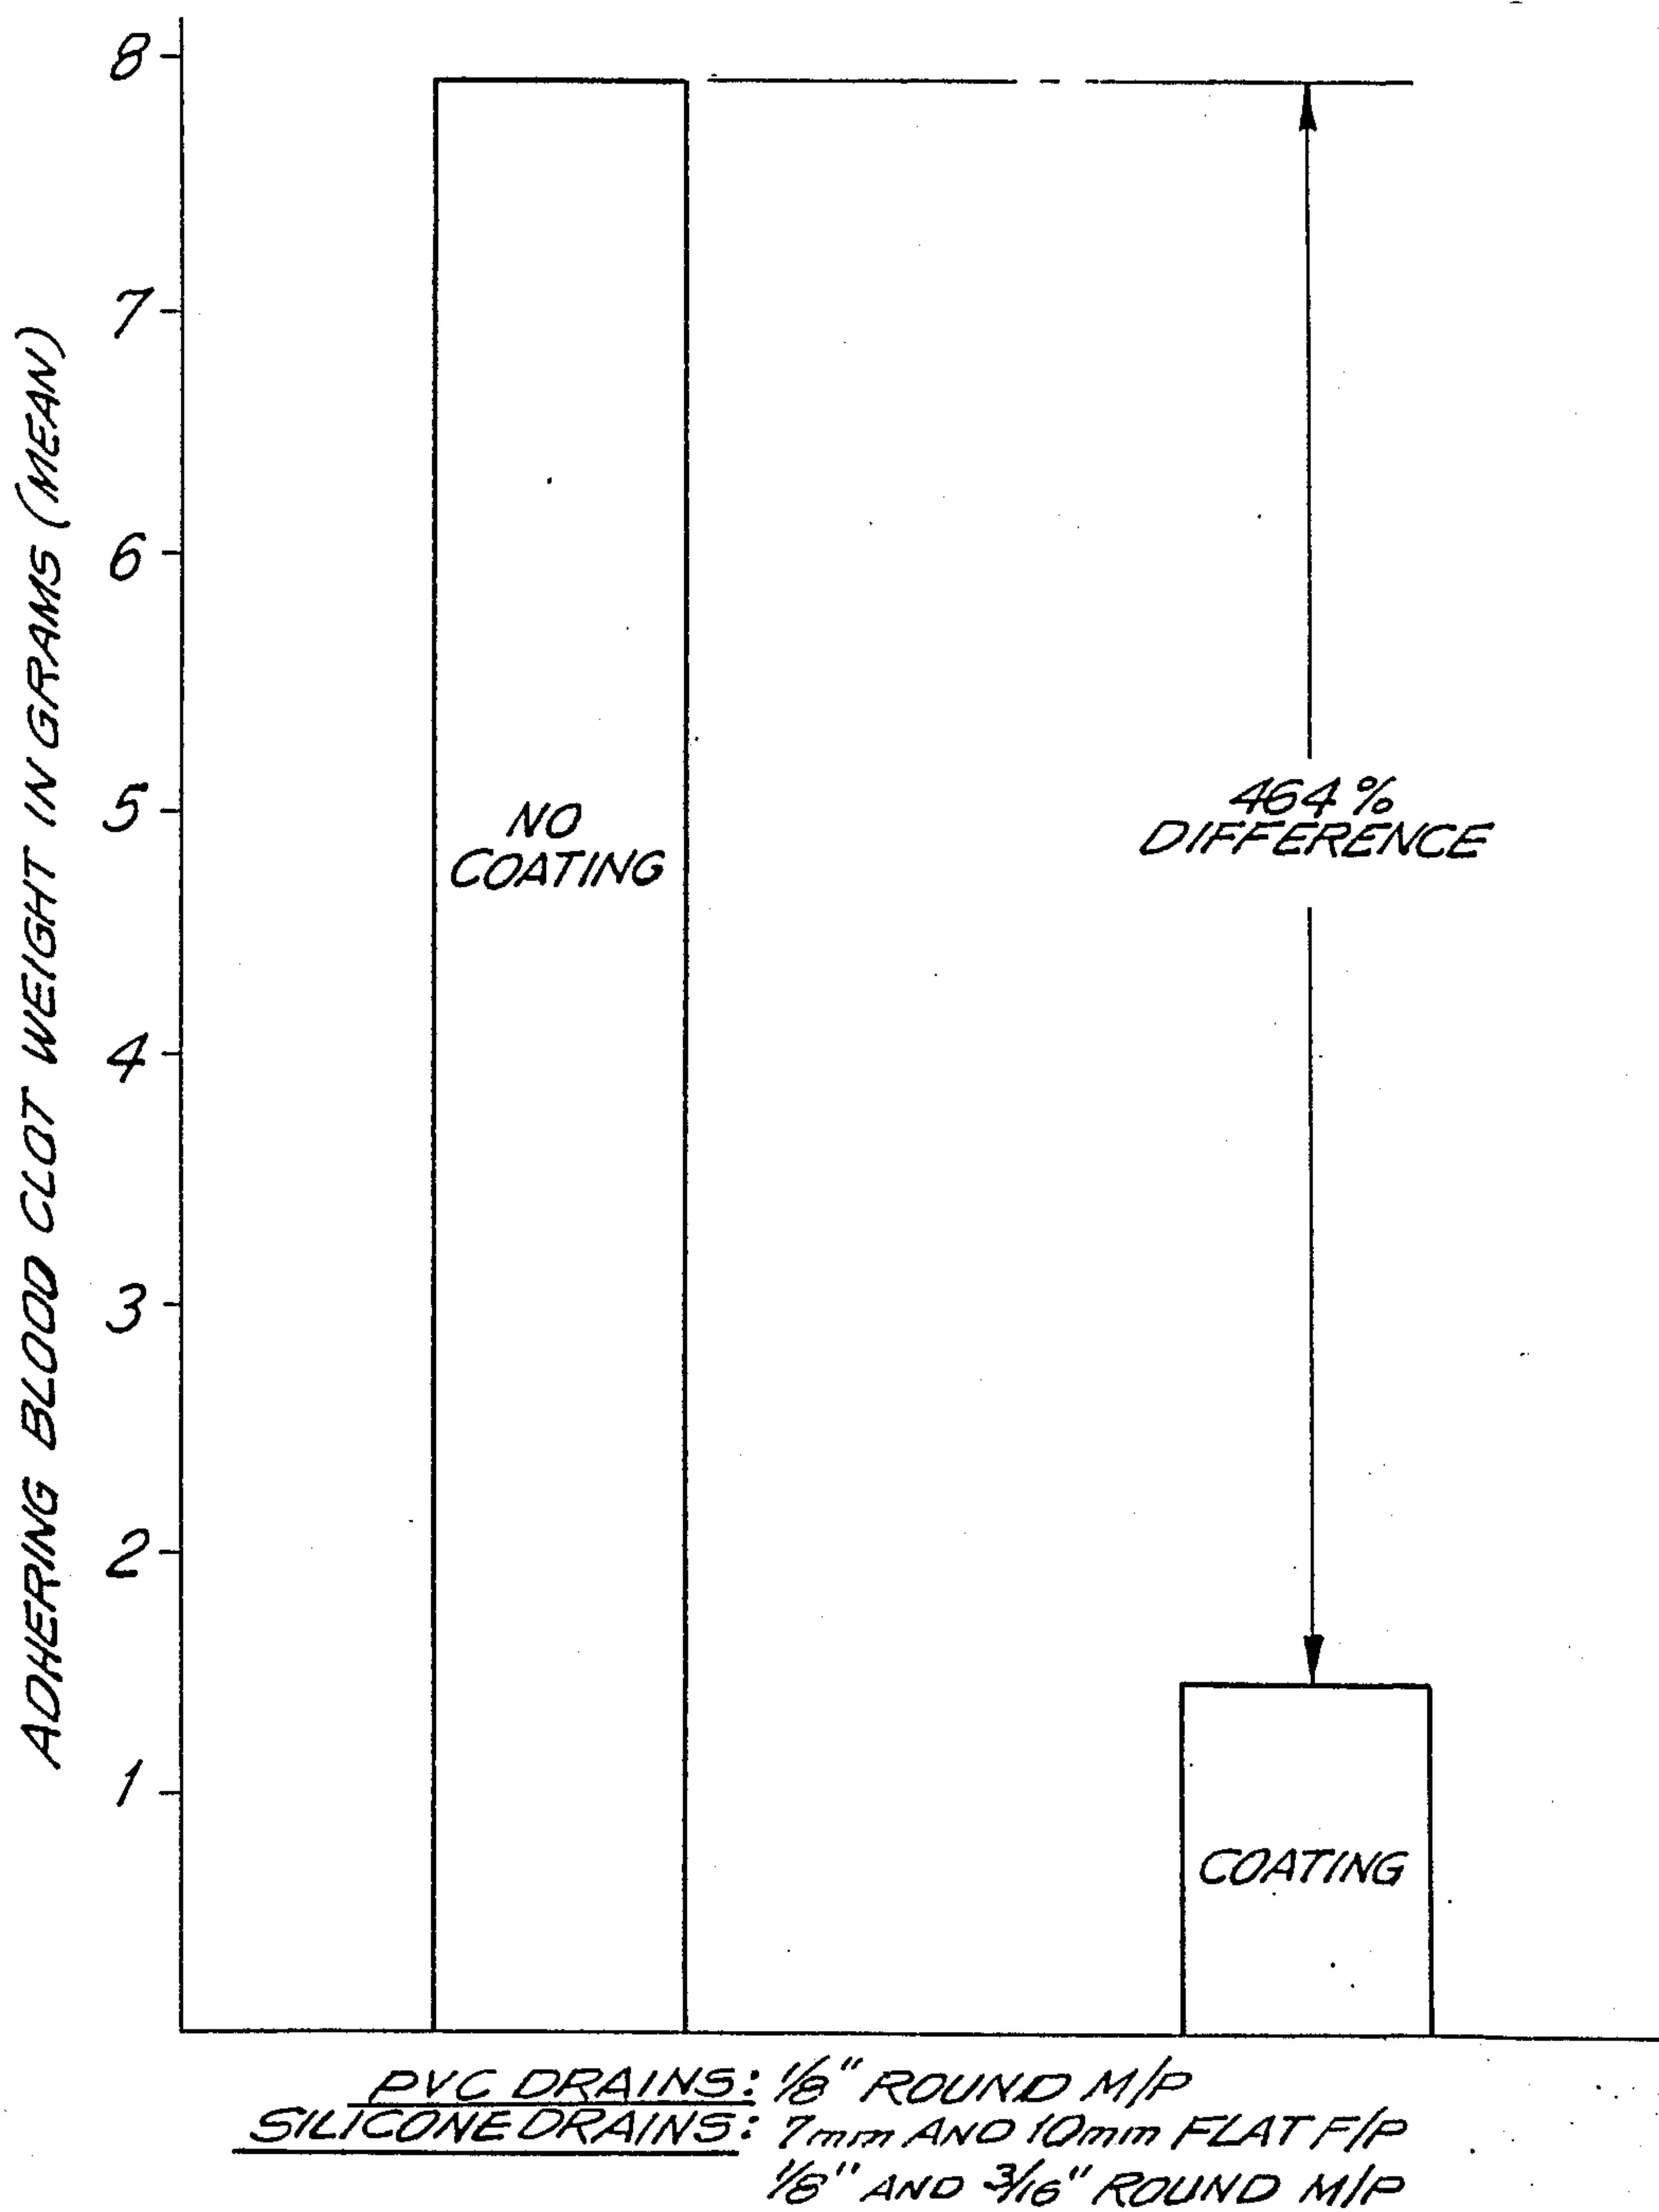 ADHERING BLOOD CLOT WEIGHT IN GRAMS (MEAN)
8
7
6
5
4
3
2
1
NO
COATING
464%
DIFFERENCE
COATING
PVC DRAINS: 1/8" ROUND M/P
SILICONE DRAINS: 7mm AND 10mm FLAT F/P
1/8" AND 3/16" ROUND M/P